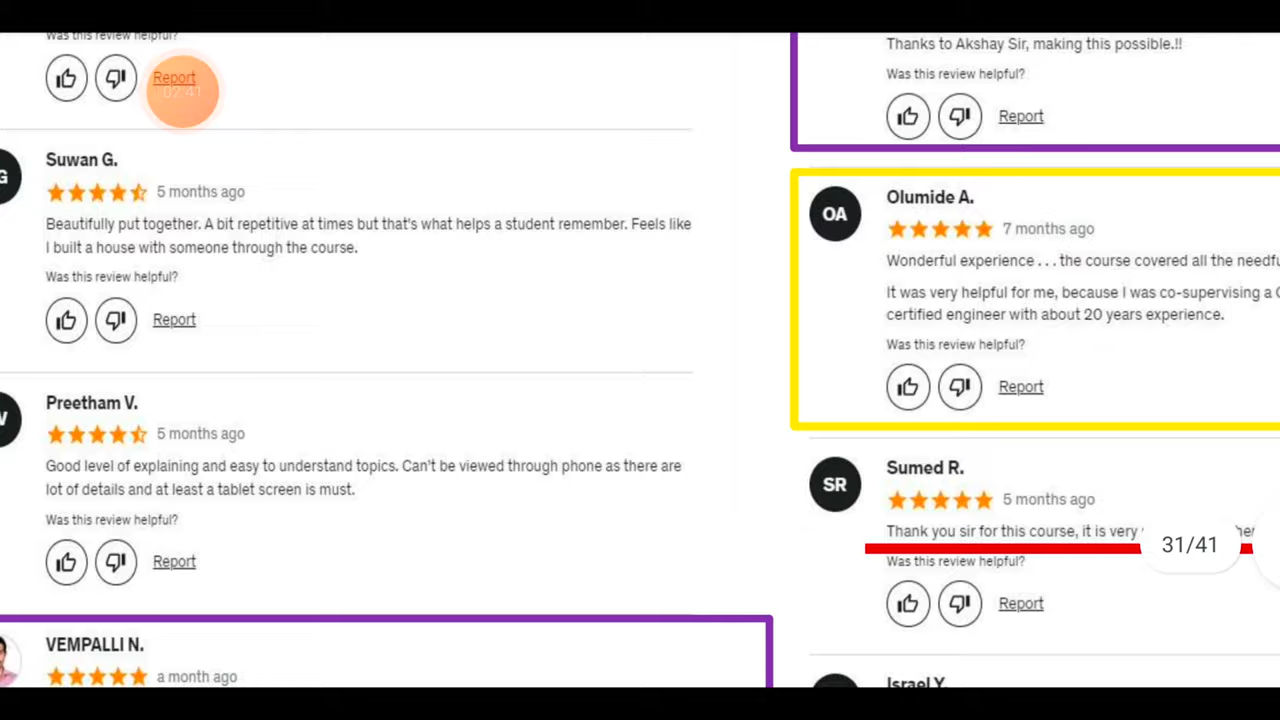 Was this review helpful?
Report
02:41
G
Suwan G.
5 months ago
Beautifully put together. A bit repetitive at times but that's what helps a student remember. Feels like
I built a house with someone through the course.
Was this review helpful?
Report
V
Preetham V.
5 months ago
Good level of explaining and easy to understand topics. Can't be viewed through phone as there are
lot of details and at least a tablet screen is must.
Was this review helpful?
Report
VEMPALLI N.
a month ago
Thanks to Akshay Sir, making this possible.!!
Was this review helpful?
Report
OA
Olumide A.
7 months ago
Wonderful experience . . . the course covered all the needfu
It was very helpful for me, because I was co-supervising a
certified engineer with about 20 years experience.
Was this review helpful?
Report
SR
Sumed R.
5 months ago
Thank you sir for this course, it is very
31/41
Was this review helpful?
Report
Israel Y.